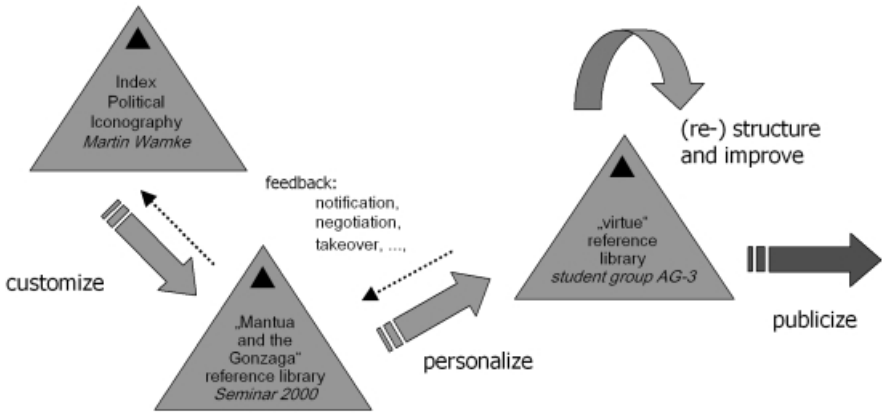 Index
Political
Iconography
Martin Warnke
customize
feedback:
notification,
negotiation,
takeover, ...,
„Mantua
and the
Gonzaga“
reference library
Seminar 2000
personalize
(re-) structure
and improve
„virtue“
reference
library
student group AG-3
publicize